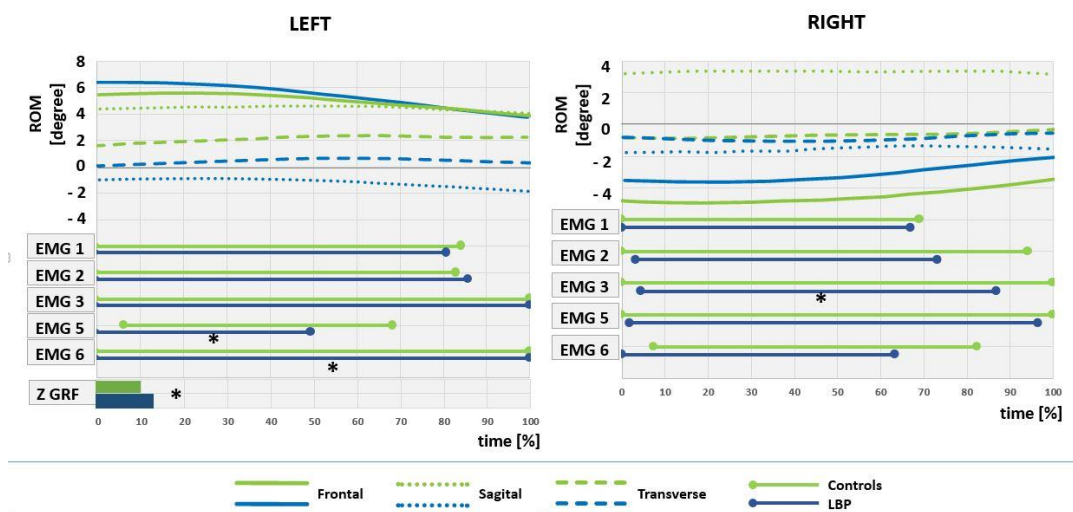 LEFT
RIGHT
ROM
[degree]
8
6
4
2
0
- 2
- 4
EMG 1
EMG 2
EMG 3
EMG 5
*
EMG 6
*
Z GRF
*
0 10 20 30 40 50 60 70 80 90 100
time [%]
ROM
[degree]
4
2
0
- 2
- 4
EMG 1
EMG 2
EMG 3
*
EMG 5
EMG 6
0 10 20 30 40 50 60 70 80 90 100
time [%]
Frontal
Sagital
Transverse
Controls
LBP